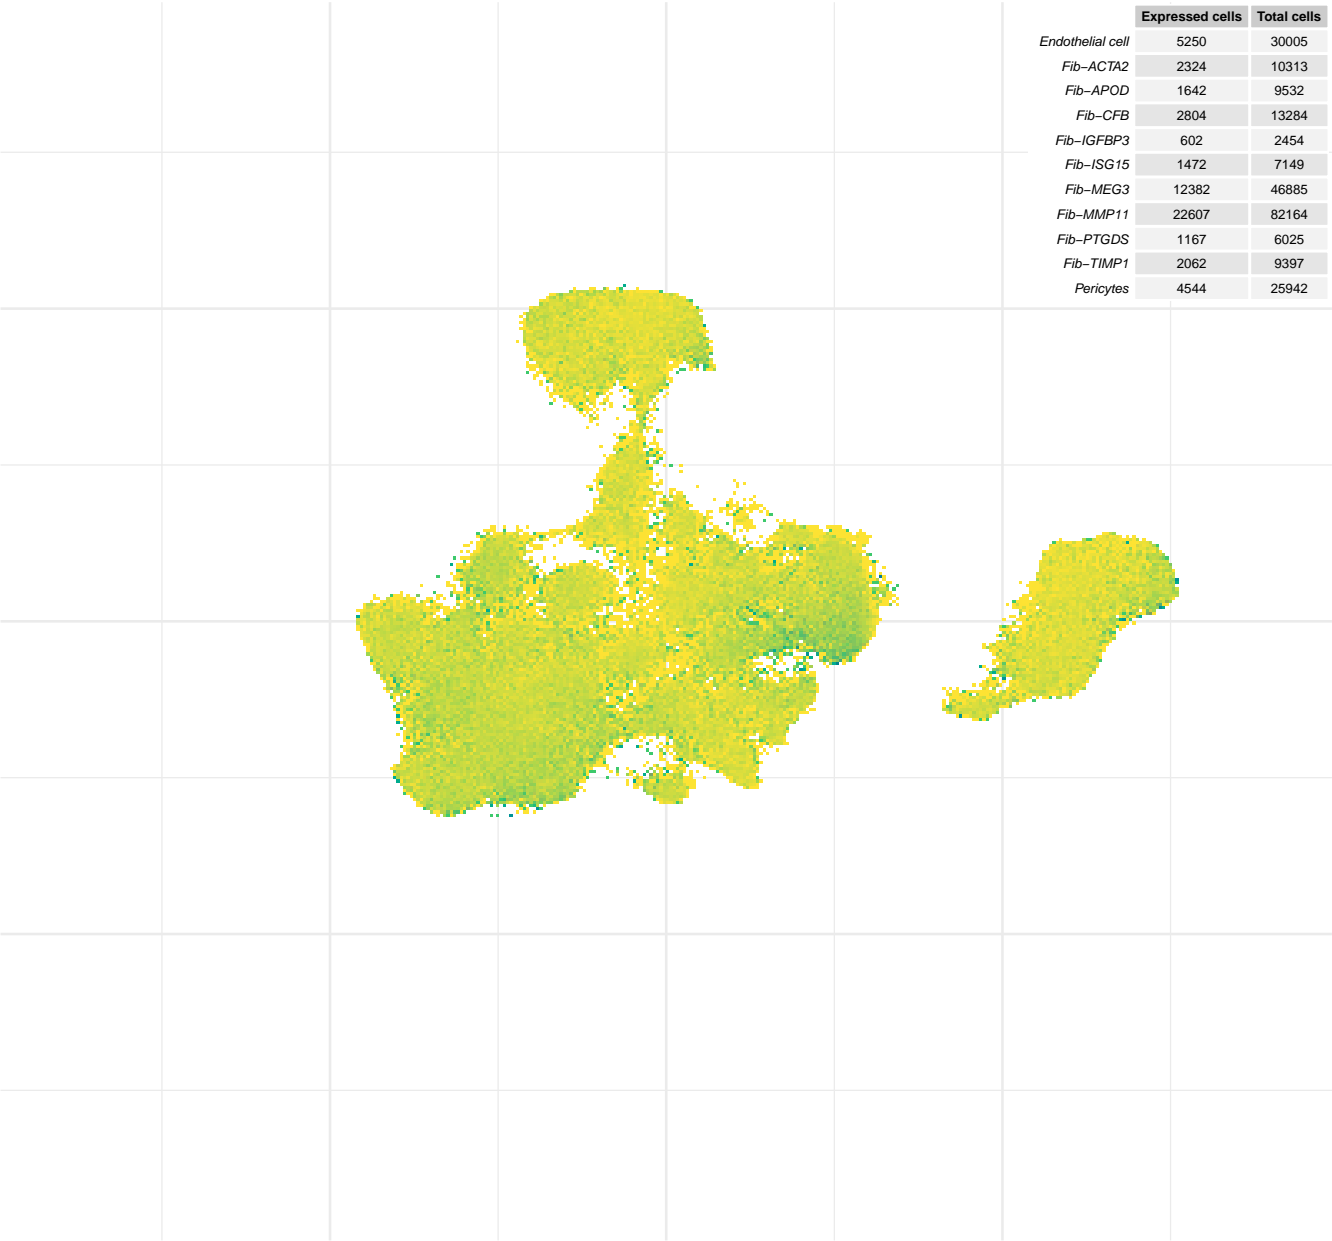 Expressed cells Total cells
Endothelial cell 5250 30005
Fib−ACTA2 2324 10313
Fib−APOD 1642 9532
Fib−CFB 2804 13284
Fib−IGFBP3 602 2454
Fib−ISG15 1472 7149
Fib−MEG3 12382 46885
Fib−MMP11 22607 82164
Fib−PTGDS 1167 6025
Fib−TIMP1 2062 9397
Pericytes 4544 25942